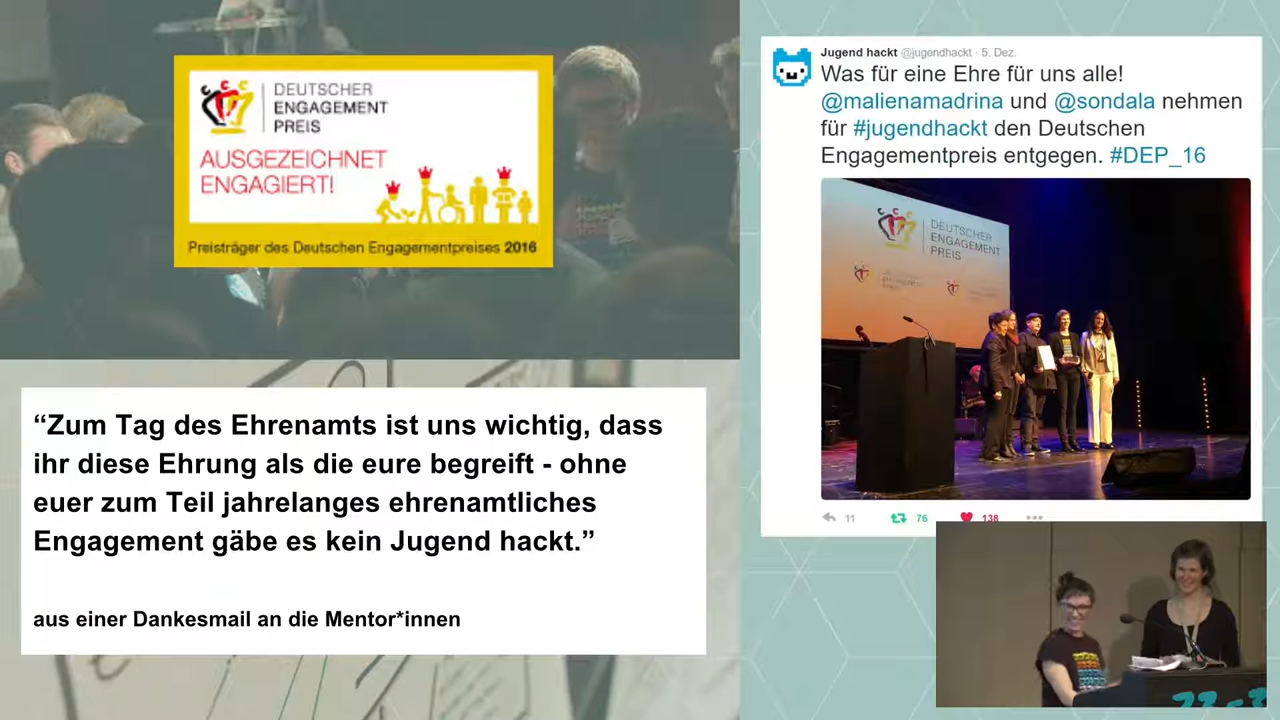 DEUTSCHER
ENGAGEMENT
PREIS
AUSGEZEICHNET
ENGAGIERT!
Preisträger des Deutschen Engagementpreises 2016
“Zum Tag des Ehrenamts ist uns wichtig, dass
ihr diese Ehrung als die eure begreift - ohne
euer zum Teil jahrelanges ehrenamtliches
Engagement gäbe es kein Jugend hackt.”
aus einer Dankesmail an die Mentor*innen
Jugend hackt @jugendhackt · 5. Dez.
Was für eine Ehre für uns alle!
@malienamadrina und @sondala nehmen
für #jugendhackt den Deutschen
Engagementpreis entgegen. #DEP_16
DEUTSCHER
ENGAGEMENT
PREIS
11 76 138